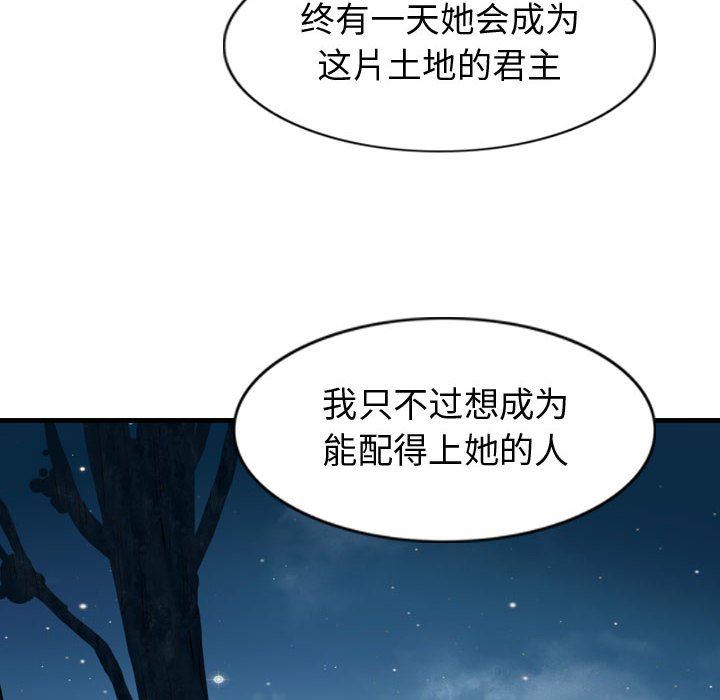 终有一天她会成为
这片土地的君主
我只不过想成为
能配得上她的人